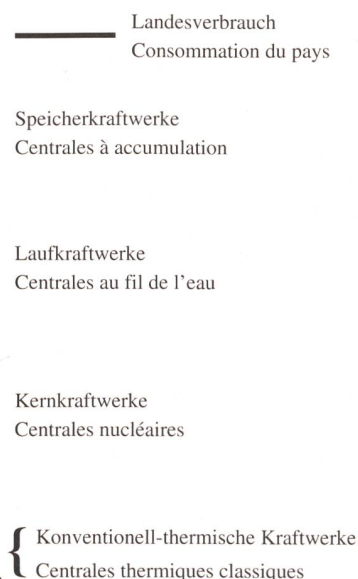 Landesverbrauch
Consommation du pays
Speicherkraftwerke
Centrales à accumulation
Laufkraftwerke
Centrales au fil de l'eau
Kernkraftwerke
Centrales nucléaires
Konventionell-thermische Kraftwerke
Centrales thermiques classiques